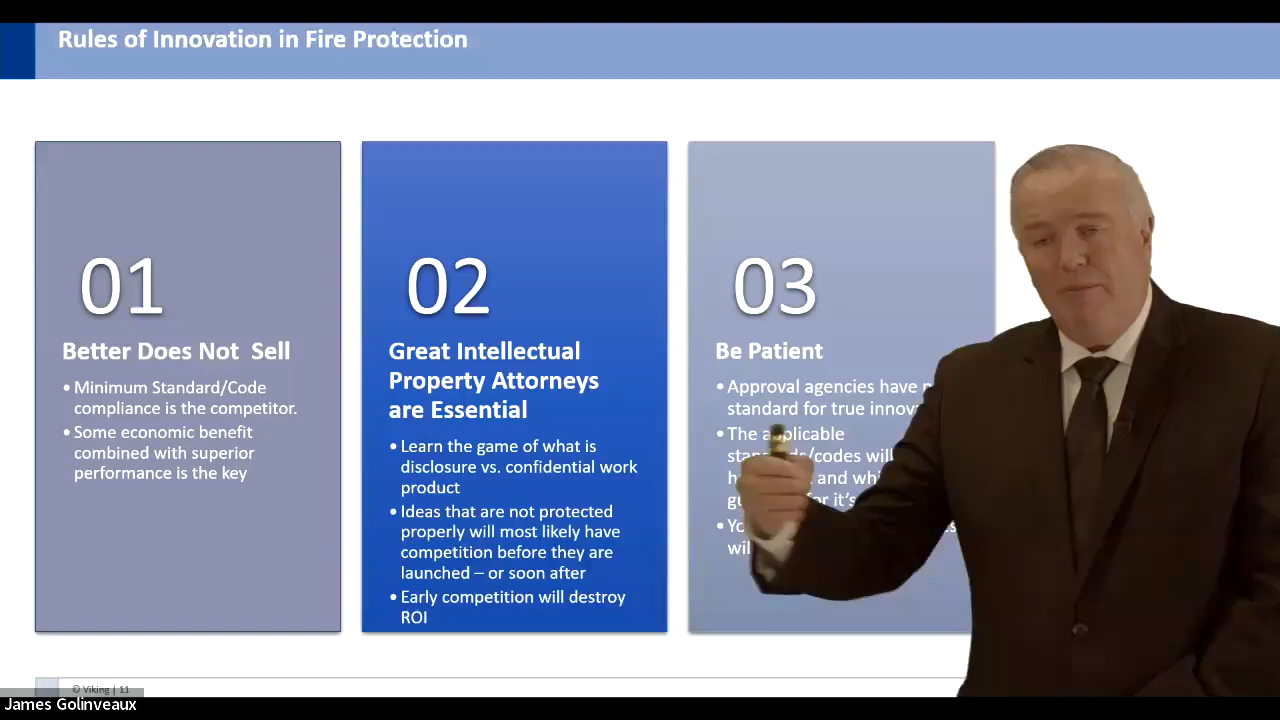 Rules of Innovation in Fire Protection
01
Better Does Not  Sell
• Minimum Standard/Code
compliance is the competitor.
• Some economic benefit
combined with superior
performance is the key
02
Great Intellectual
Property Attorneys
are Essential
• Learn the game of what is
disclosure vs. confidential work
product
• Ideas that are not protected
properly will most likely have
competition before they are
launched – or soon after
• Early competition will destroy
ROI
03
Be Patient
• Approval agencies have
standard for true
• The applicable
will
and
for it's
•
© Viking | 11
James Golinveaux